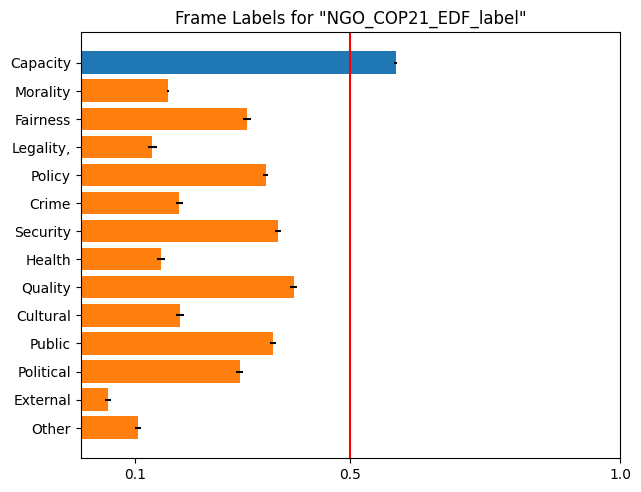 Frame Labels for "NGO_COP21_EDF_label"
Capacity
Morality
Fairness
Legality,
Policy
Crime
Security
Health
Quality
Cultural
Public
Political
External
Other
0.1 0.5 1.0